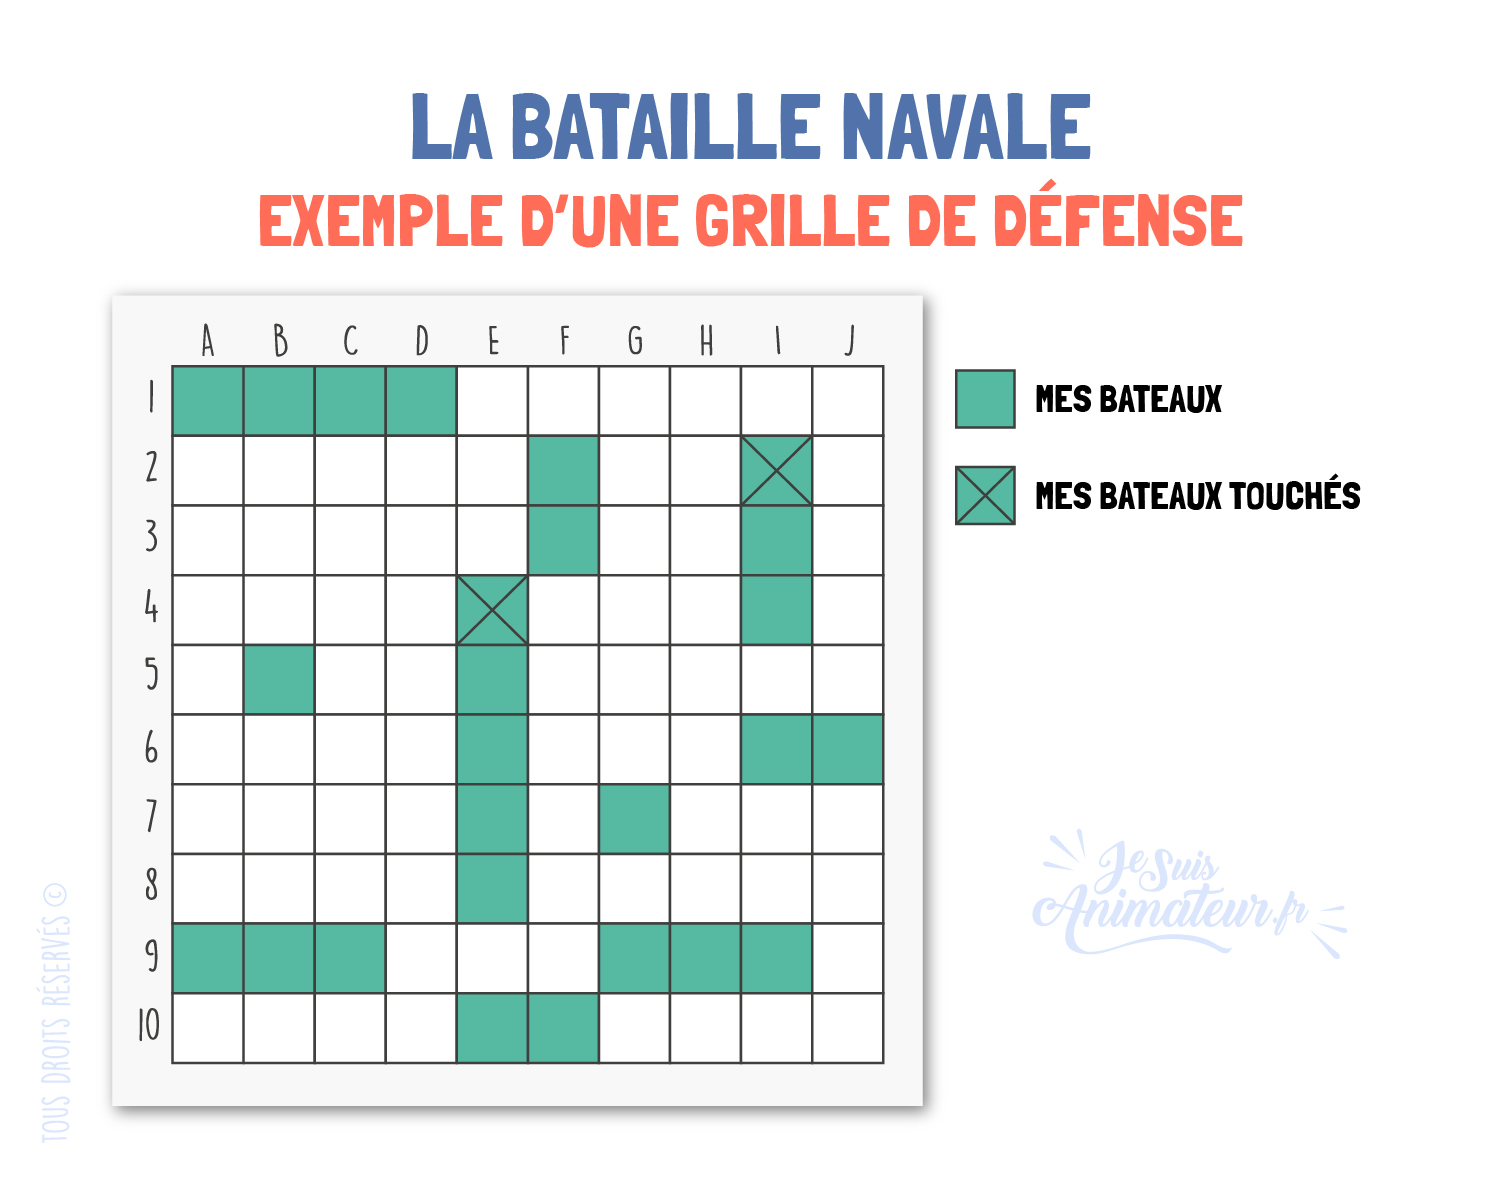 LA BATAILLE NAVALE
EXEMPLE D'UNE GRILLE DE DÉFENSE
A B C D E F G H I J
1
2
3
4
5
6
7
8
9
10
MES BATEAUX
MES BATEAUX TOUCHÉS
Je Suis
Animateur.fr
TOUS DROITS RÉSERVÉS ©